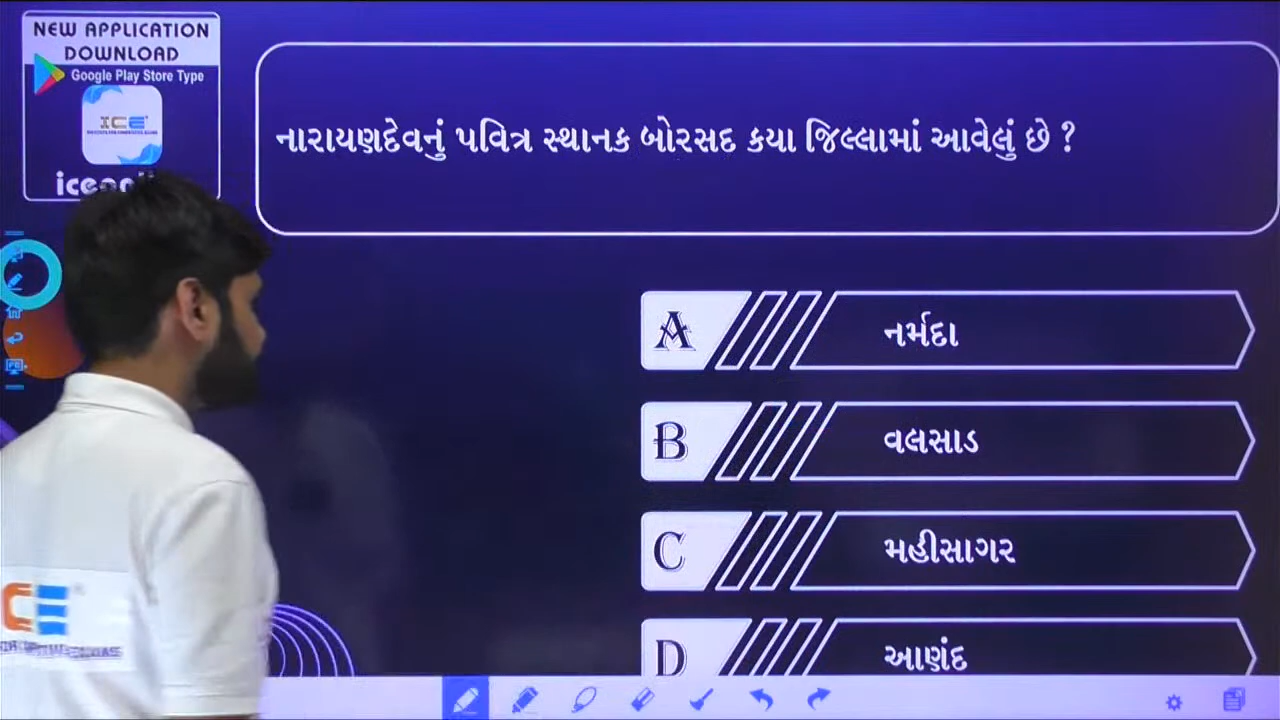 NEW APPLICATION
DOWNLOAD
Google Play Store Type
ICE
નારાયણદેવનું પવિત્ર સ્થાનક બોરસદ કયા જિલ્લામાં આવેલું છે ?
A
નર્મદા
B
વલસાડ
C
મહીસાગર
D
આણંદ
CE